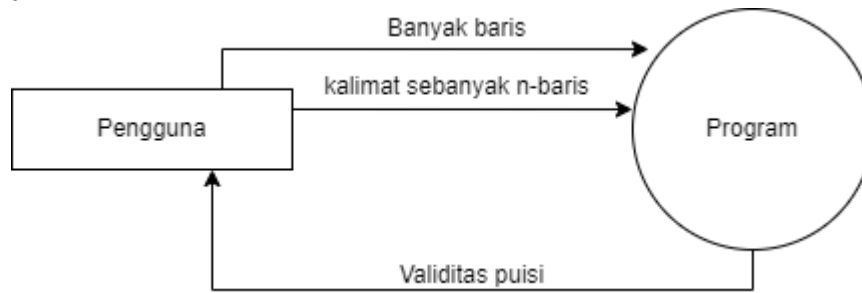 Banyak baris
kalimat sebanyak n-baris
Pengguna
Program
Validitas puisi